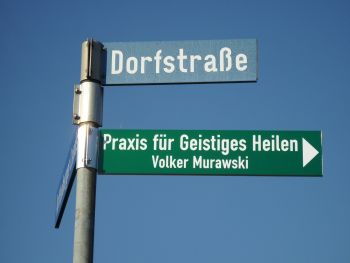 Dorfstraße
Praxis für Geistiges Heilen
Volker Murawski